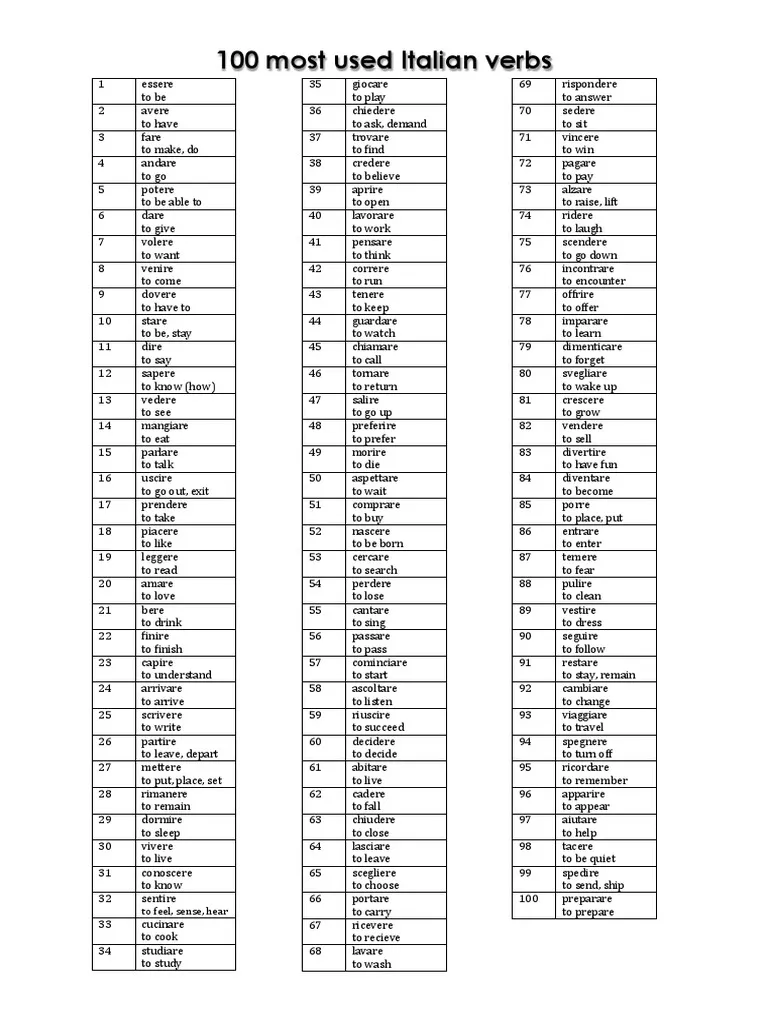 100 most used Italian verbs
1 essere
to be
2 avere
to have
3 fare
to make, do
4 andare
to go
5 potere
to be able to
6 dare
to give
7 volere
to want
8 venire
to come
9 dovere
to have to
10 stare
to be, stay
11 dire
to say
12 sapere
to know (how)
13 vedere
to see
14 mangiare
to eat
15 parlare
to talk
16 uscire
to go out, exit
17 prendere
to take
18 piacere
to like
19 leggere
to read
20 amare
to love
21 bere
to drink
22 finire
to finish
23 capire
to understand
24 arrivare
to arrive
25 scrivere
to write
26 partire
to leave, depart
27 mettere
to put, place, set
28 rimanere
to remain
29 dormire
to sleep
30 vivere
to live
31 conoscere
to know
32 sentire
to feel, sense, hear
33 cucinare
to cook
34 studiare
to study
35 giocare
to play
36 chiedere
to ask, demand
37 trovare
to find
38 credere
to believe
39 aprire
to open
40 lavorare
to work
41 pensare
to think
42 correre
to run
43 tenere
to keep
44 guardare
to watch
45 chiamare
to call
46 tornare
to return
47 salire
to go up
48 preferire
to prefer
49 morire
to die
50 aspettare
to wait
51 comprare
to buy
52 nascere
to be born
53 cercare
to search
54 perdere
to lose
55 cantare
to sing
56 passare
to pass
57 cominciare
to start
58 ascoltare
to listen
59 riuscire
to succeed
60 decidere
to decide
61 abitare
to live
62 cadere
to fall
63 chiudere
to close
64 lasciare
to leave
65 scegliere
to choose
66 portare
to carry
67 ricevere
to recieve
68 lavare
to wash
69 rispondere
to answer
70 sedere
to sit
71 vincere
to win
72 pagare
to pay
73 alzare
to raise, lift
74 ridere
to laugh
75 scendere
to go down
76 incontrare
to encounter
77 offrire
to offer
78 imparare
to learn
79 dimenticare
to forget
80 svegliare
to wake up
81 crescere
to grow
82 vendere
to sell
83 divertire
to have fun
84 diventare
to become
85 porre
to place, put
86 entrare
to enter
87 temere
to fear
88 pulire
to clean
89 vestire
to dress
90 seguire
to follow
91 restare
to stay, remain
92 cambiare
to change
93 viaggiare
to travel
94 spegnere
to turn off
95 ricordare
to remember
96 apparire
to appear
97 aiutare
to help
98 tacere
to be quiet
99 spedire
to send, ship
100 preparare
to prepare